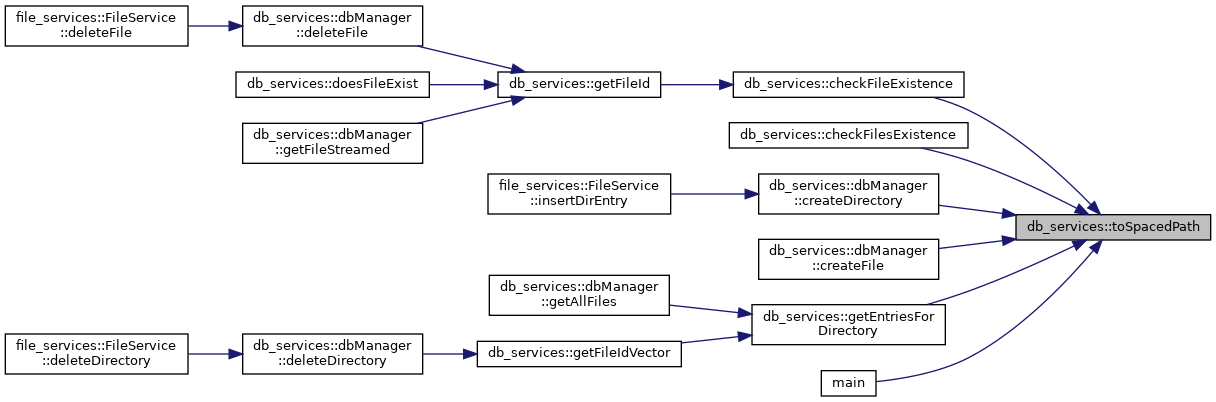 file_services::FileService
::deleteFile
db_services::dbManager
::deleteFile
db_services::doesFileExist
db_services::getFileId
db_services::checkFileExistence
db_services::dbManager
::getFileStreamed
db_services::checkFilesExistence
file_services::FileService
::insertDirEntry
db_services::dbManager
::createDirectory
db_services::toSpacedPath
db_services::dbManager
::createFile
db_services::dbManager
::getAllFiles
db_services::getEntriesFor
Directory
file_services::FileService
::deleteDirectory
db_services::dbManager
::deleteDirectory
db_services::getFileIdVector
main